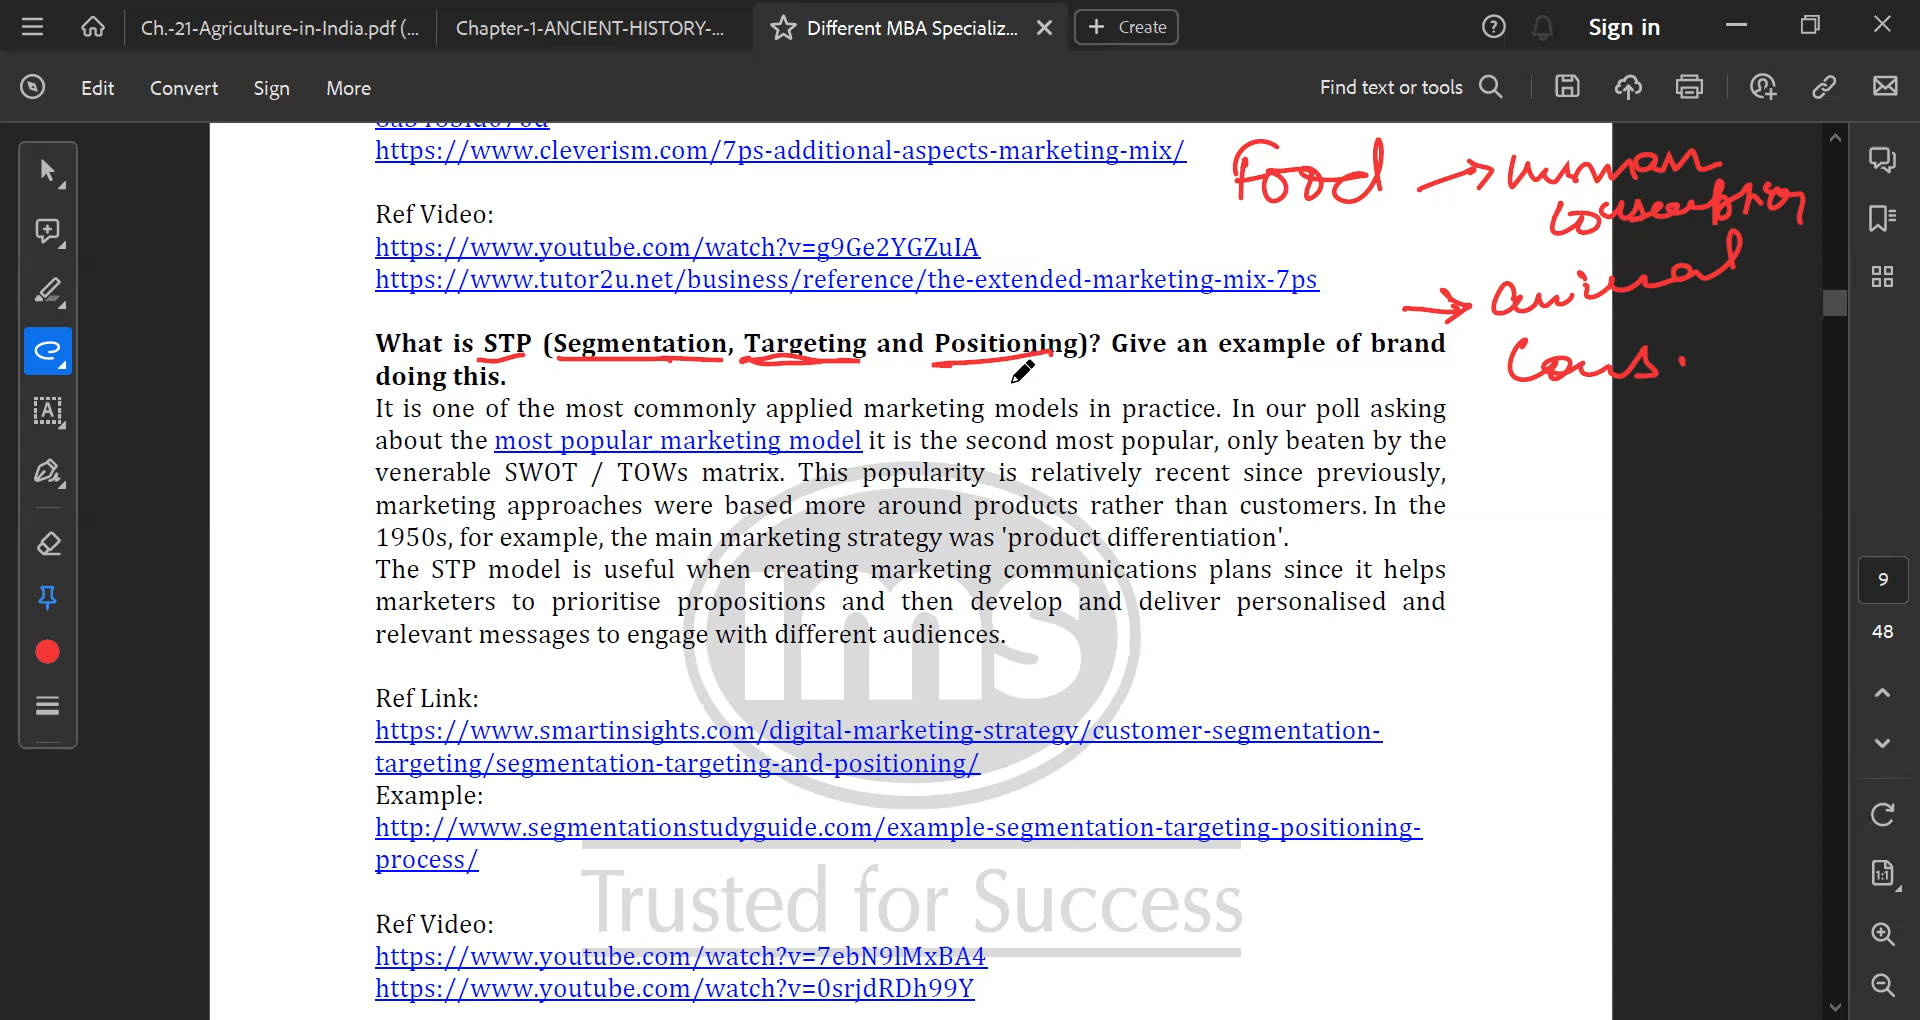 Ch.-21-Agriculture-in-India.pdf (...
Chapter-1-ANCIENT-HISTORY-...
Different MBA Specializ...
Create
Sign in
Edit
Convert
Sign
More
Find text or tools
https://www.cleverism.com/7ps-additional-aspects-marketing-mix/
Ref Video:
https://www.youtube.com/watch?v=g9Ge2YGZuIA
https://www.tutor2u.net/business/reference/the-extended-marketing-mix-7ps
Food → human
→ animal
Cons.
What is STP (Segmentation, Targeting and Positioning)? Give an example of brand
doing this.
It is one of the most commonly applied marketing models in practice. In our poll asking
about the most popular marketing model it is the second most popular, only beaten by the
venerable SWOT / TOWs matrix. This popularity is relatively recent since previously,
marketing approaches were based more around products rather than customers. In the
1950s, for example, the main marketing strategy was 'product differentiation'.
The STP model is useful when creating marketing communications plans since it helps
marketers to prioritise propositions and then develop and deliver personalised and
relevant messages to engage with different audiences.
Ref Link:
https://www.smartinsights.com/digital-marketing-strategy/customer-segmentation-
targeting/segmentation-targeting-and-positioning/
Example:
http://www.segmentationstudyguide.com/example-segmentation-targeting-positioning-
process/
Ref Video:
https://www.youtube.com/watch?v=7ebN9lMxBA4
https://www.youtube.com/watch?v=0srjdRDh99Y
ims
Trusted for Success
9
48